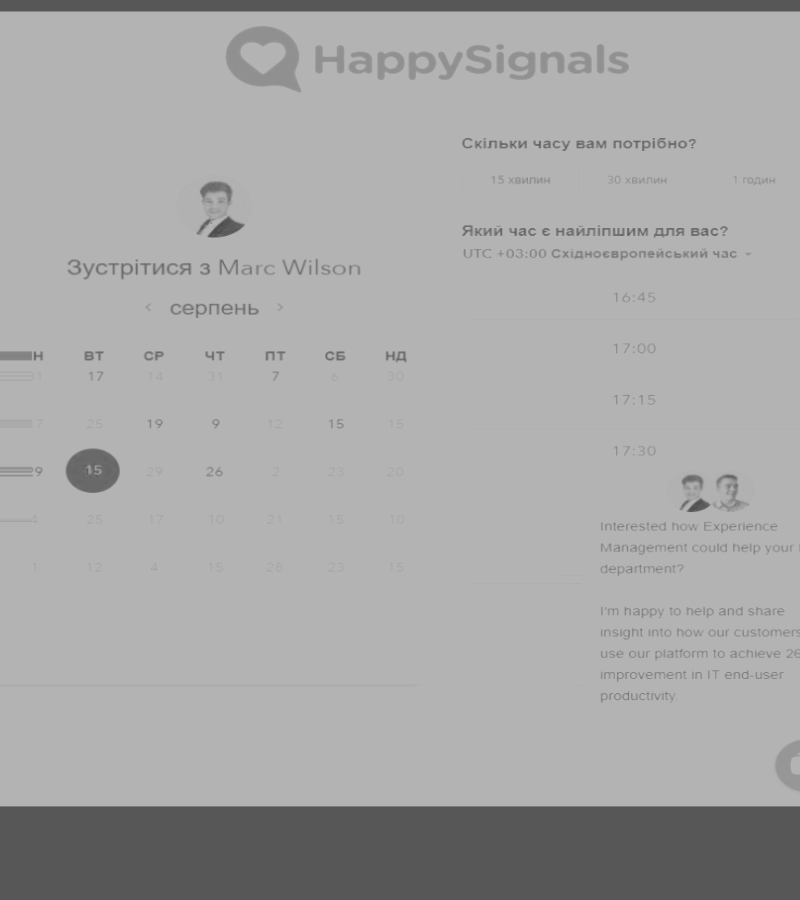 HappySignals
Зустрітися з Marc Wilson
серпень
Н ВТ СР ЧТ ПТ СБ НД
1 17 14 31 7 6 30
7 25 19 9 12 15 15
9 15 29 26 2 23 20
4 25 17 10 21 15 10
1 12 4 15 28 23 15
Скільки часу вам потрібно?
15 хвилин 30 хвилин 1 годин
Який час є найліпшим для вас?
UTC +03:00 Східноєвропейський час
16:45
17:00
17:15
17:30
Interested how Experience
Management could help your
department?
I'm happy to help and share
insight into how our customers
use our platform to achieve 26
improvement in IT end-user
productivity.